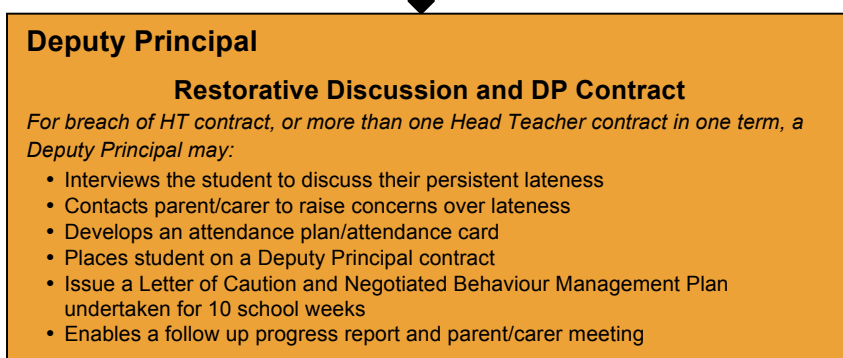 Deputy Principal
Restorative Discussion and DP Contract
For breach of HT contract, or more than one Head Teacher contract in one term, a
Deputy Principal may:
• Interviews the student to discuss their persistent lateness
• Contacts parent/carer to raise concerns over lateness
• Develops an attendance plan/attendance card
• Places student on a Deputy Principal contract
• Issue a Letter of Caution and Negotiated Behaviour Management Plan
undertaken for 10 school weeks
• Enables a follow up progress report and parent/carer meeting